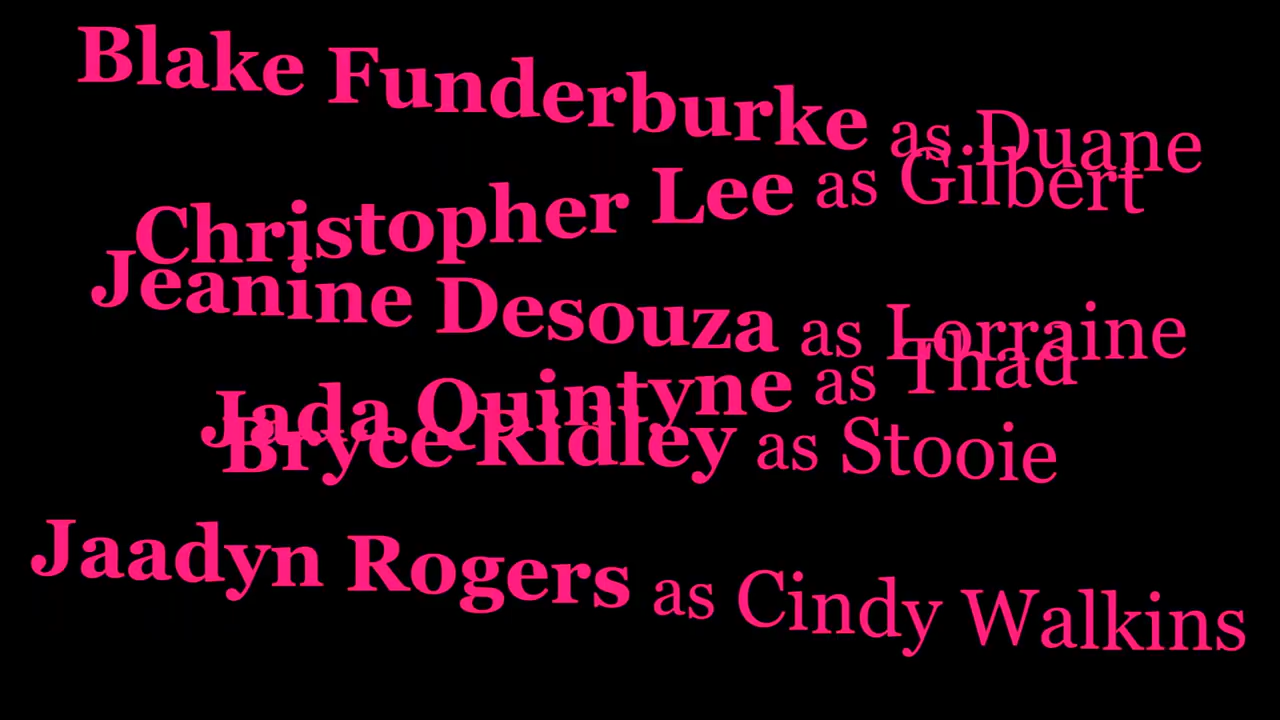 Blake Funderburke as Duane
Christopher Lee as Gilbert
Jeanine Desouza as Lorraine
Jada Quintyne as Thad
Bryce Ridley as Stooie
Jaadyn Rogers as Cindy Walkins